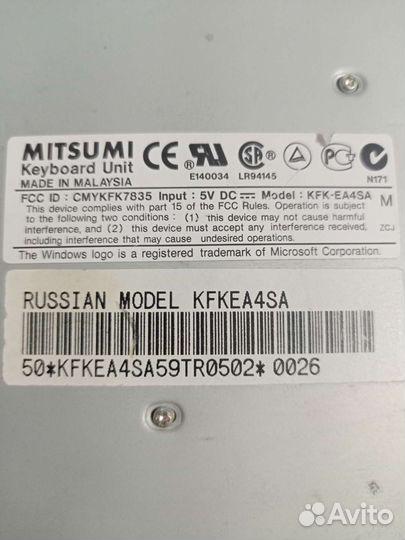 MITSUMI
Keyboard Unit
MADE IN MALAYSIA
E140034 LR94145 N171
FCC ID : CMYKFK7835 Input : 5V DC Model : KFK-EA4SA M
This device complies with part 15 of the FCC Rules. Operation is subject
to the following two conditions : (1) this device may not cause harmful
interference, and (2) this device must accept any interference received,
including interference that may cause undesired operation. ZCJ
The Windows logo is a registered trademark of Microsoft Corporation.
RUSSIAN MODEL KFKEA4SA
50*KFKEA4SA59TR0502* 0026
Avito